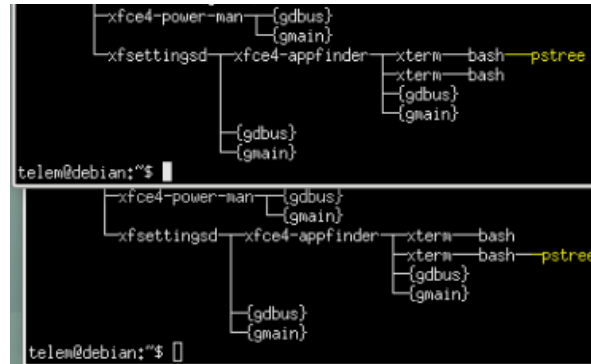 ├─xfce4-power-man─┬─{gdbus}
│                 └─{gmain}
└─xfsettingsd─┬─xfce4-appfinder─┬─xterm───bash───pstree
              │                 ├─xterm───bash
              │                 ├─{gdbus}
              │                 └─{gmain}
              ├─{gdbus}
              └─{gmain}
telem@debian:~$
├─xfce4-power-man─┬─{gdbus}
│                 └─{gmain}
└─xfsettingsd─┬─xfce4-appfinder─┬─xterm───bash
              │                 ├─xterm───bash───pstree
              │                 ├─{gdbus}
              │                 └─{gmain}
              ├─{gdbus}
              └─{gmain}
telem@debian:~$